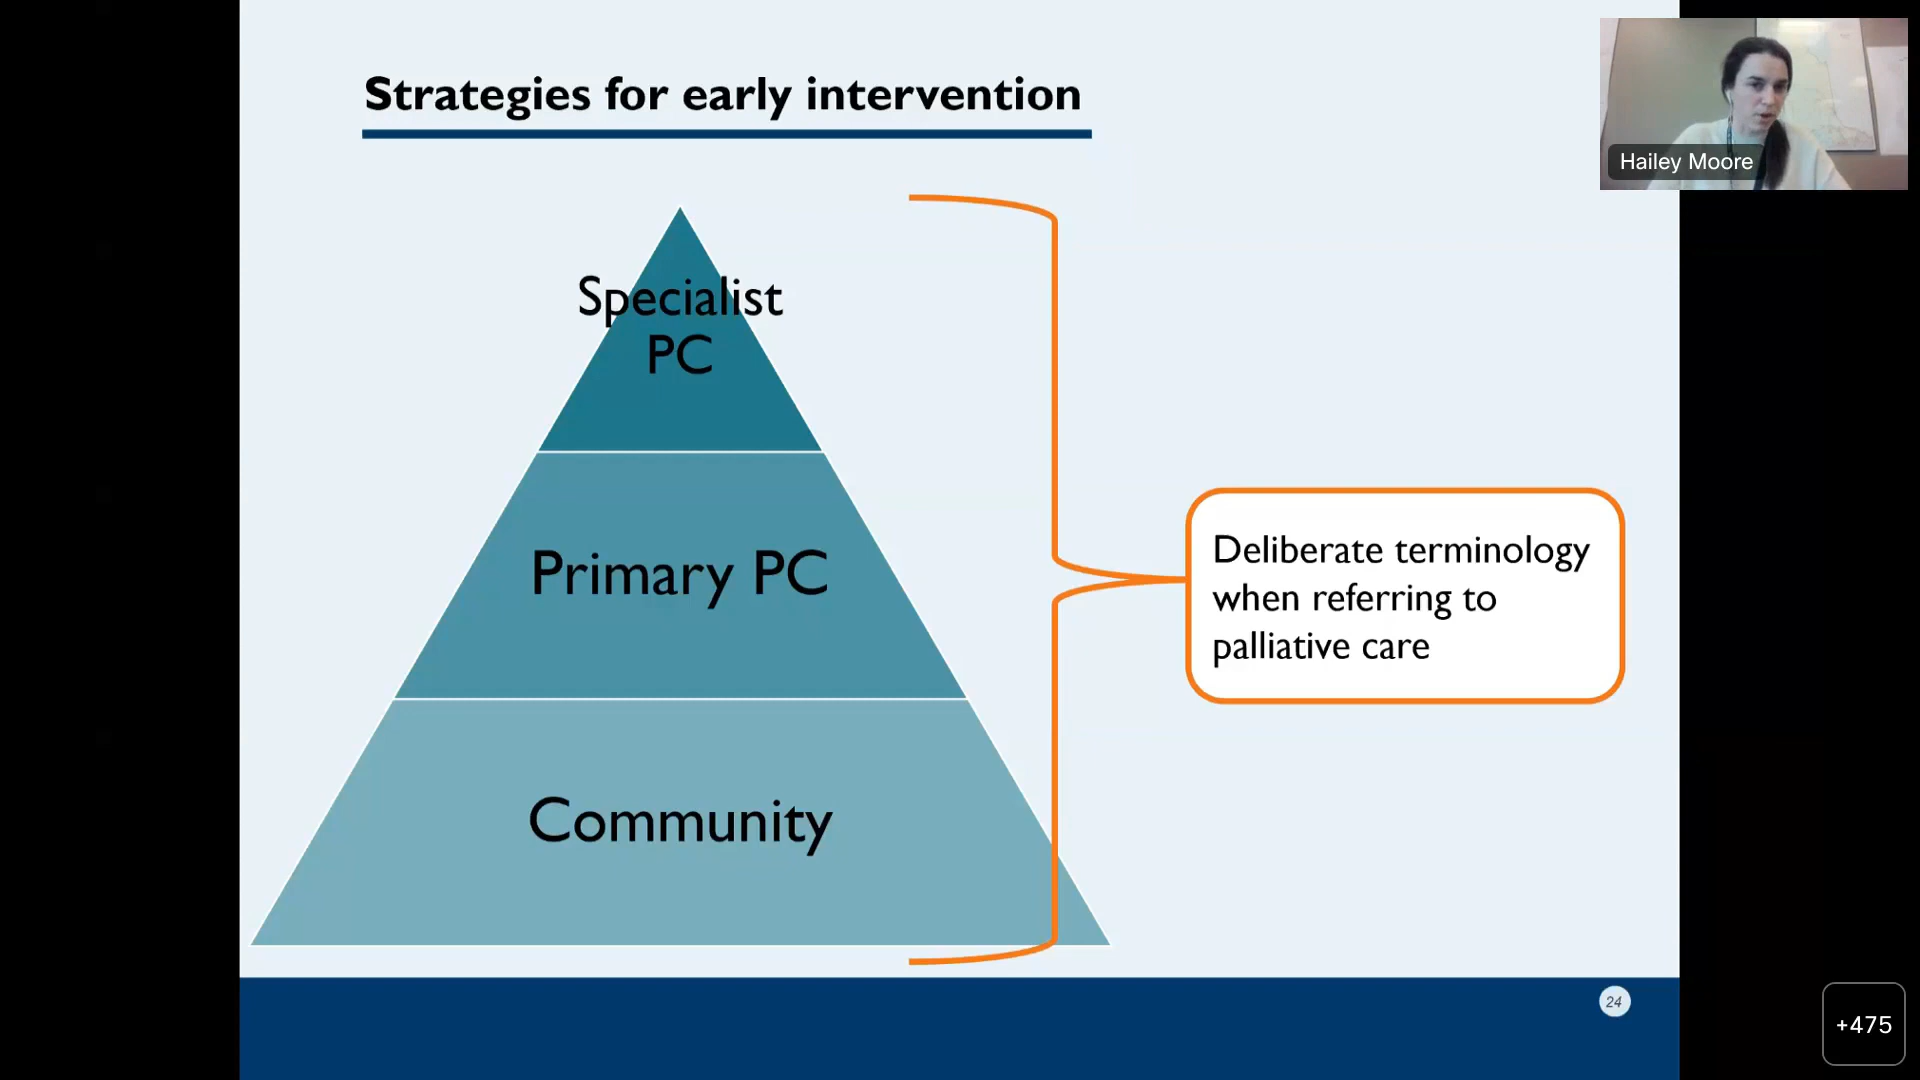 Strategies for early intervention
Hailey Moore
Specialist
PC
Primary PC
Deliberate terminology
when referring to
palliative care
Community
24
+475